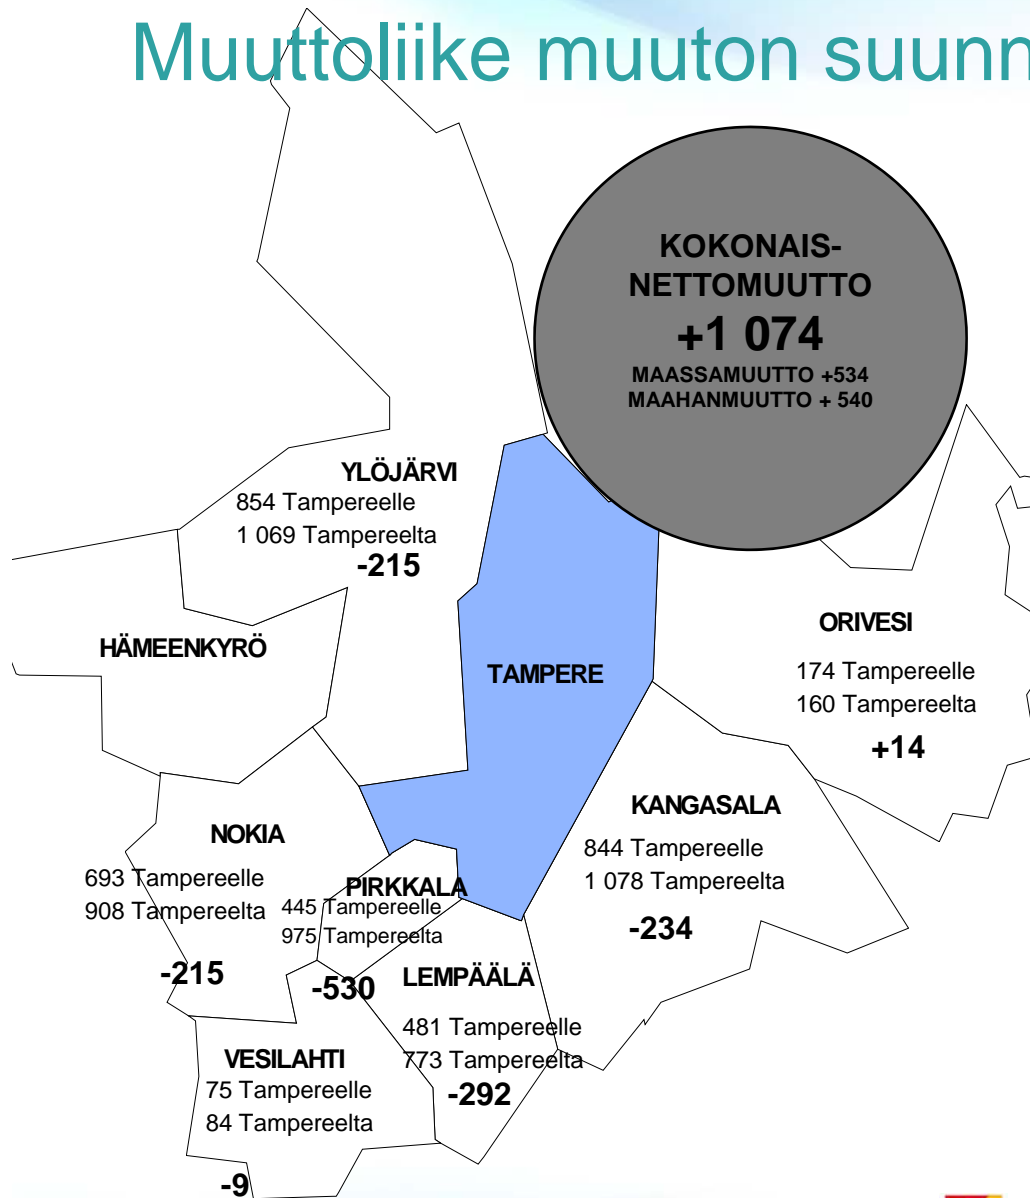 Muuttoliike muuton suunn
KOKONAIS-
NETTOMUUTTO
+1 074
MAASSAMUUTTO +534
MAAHANMUUTTO + 540
YLÖJÄRVI
854 Tampereelle
1 069 Tampereelta
-215
HÄMEENKYRÖ
TAMPERE
ORIVESI
174 Tampereelle
160 Tampereelta
+14
KANGASALA
844 Tampereelle
1 078 Tampereelta
-234
NOKIA
693 Tampereelle
908 Tampereelta
-215
PIRKKALA
445 Tampereelle
975 Tampereelta
-530
LEMPÄÄLÄ
481 Tampereelle
773 Tampereelta
-292
VESILAHTI
75 Tampereelle
84 Tampereelta
-9